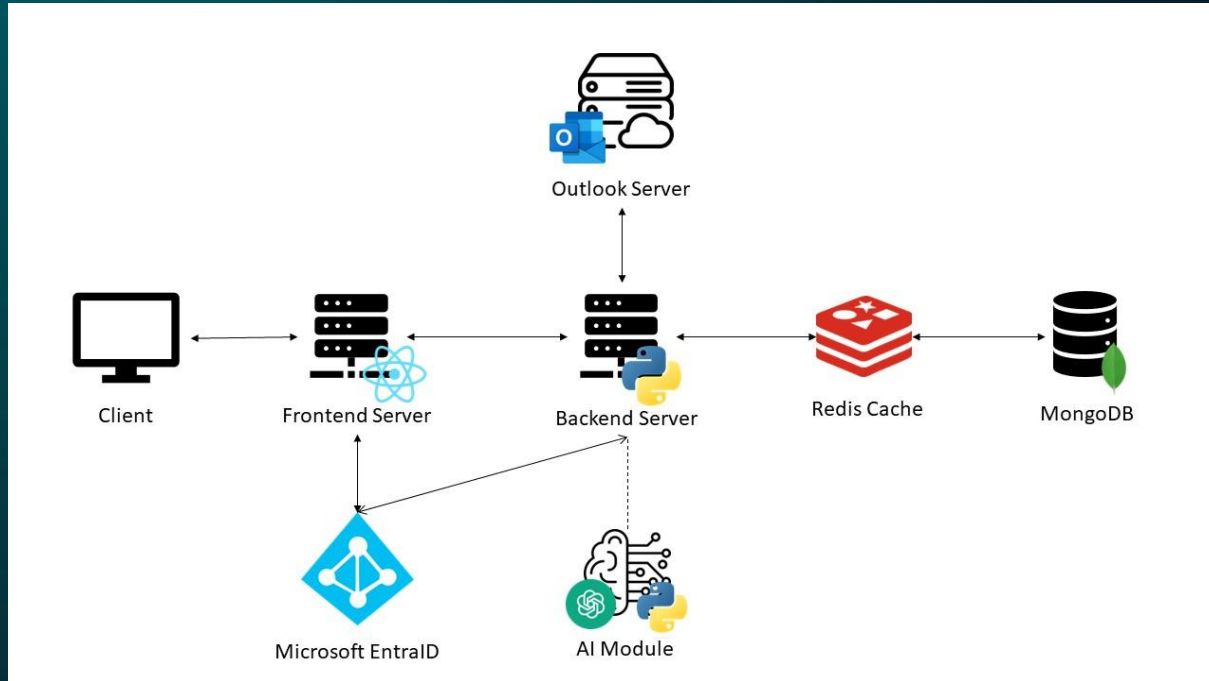 O
Outlook Server
Client
Frontend Server
Backend Server
Redis Cache
MongoDB
Microsoft EntraID
AI Module